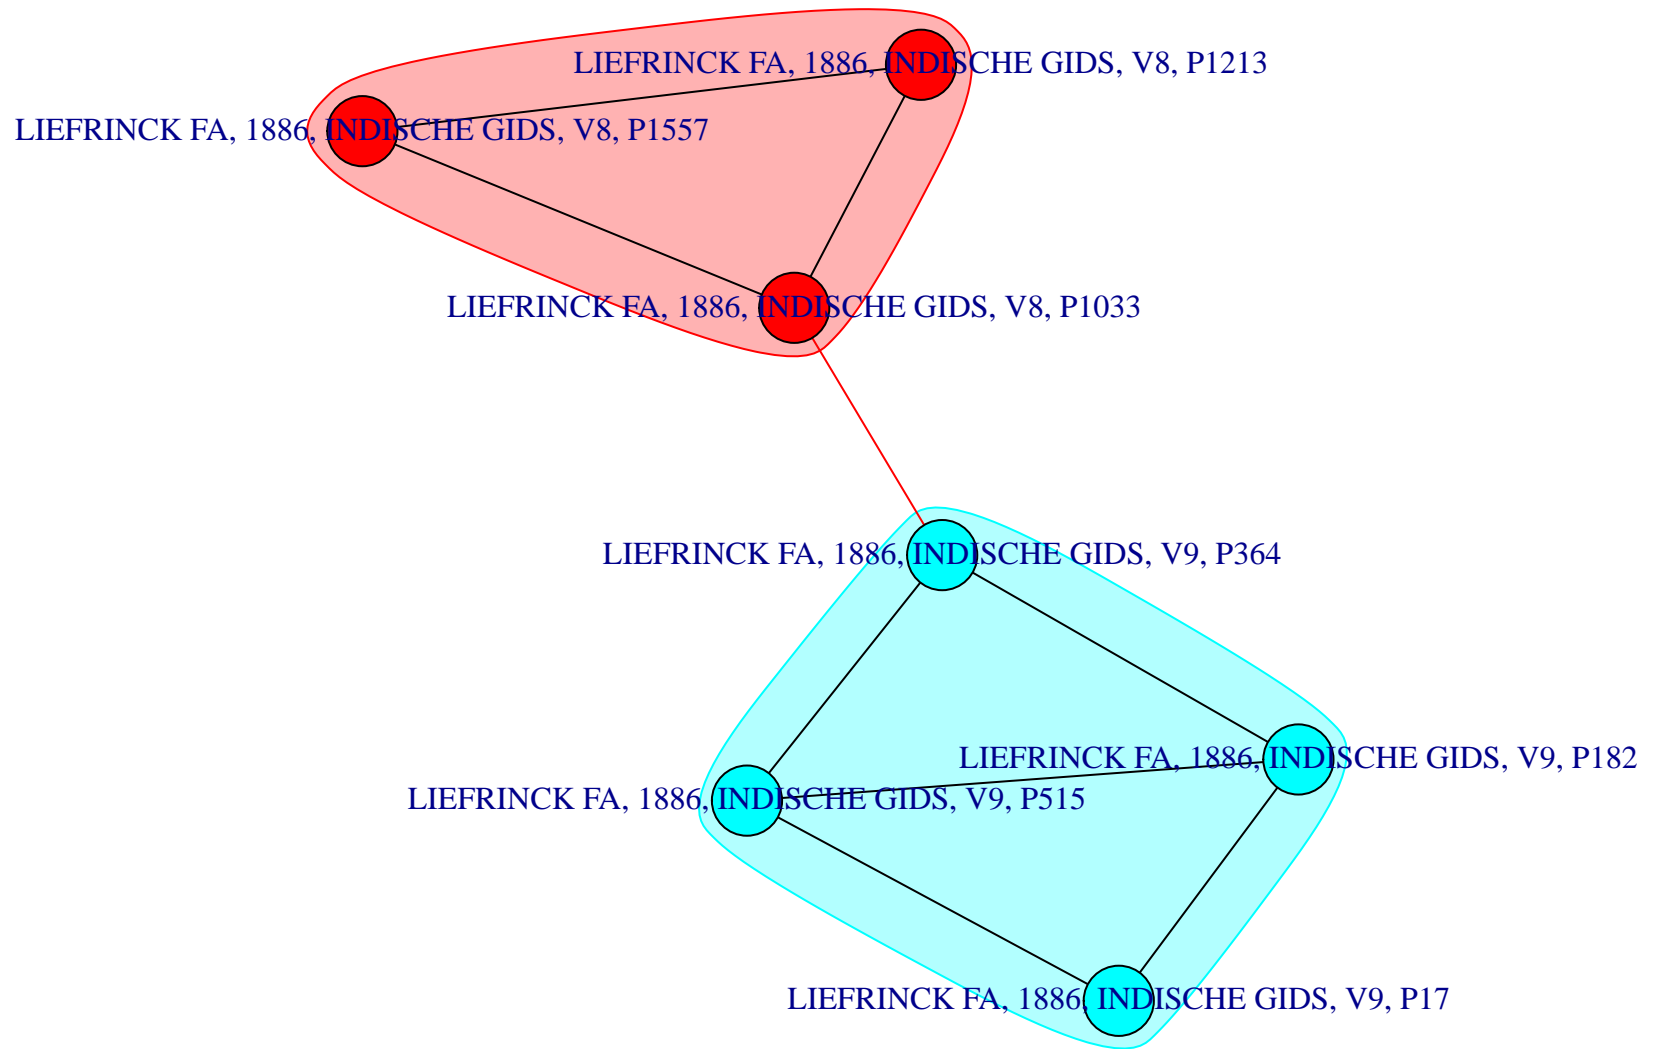 LIEFRINCK FA, 1886, INDISCHE GIDS, V8, P1213
LIEFRINCK FA, 1886, INDISCHE GIDS, V8, P1557
LIEFRINCK FA, 1886, INDISCHE GIDS, V8, P1033
LIEFRINCK FA, 1886, INDISCHE GIDS, V9, P364
LIEFRINCK FA, 1886, INDISCHE GIDS, V9, P182
LIEFRINCK FA, 1886, INDISCHE GIDS, V9, P515
LIEFRINCK FA, 1886, INDISCHE GIDS, V9, P17